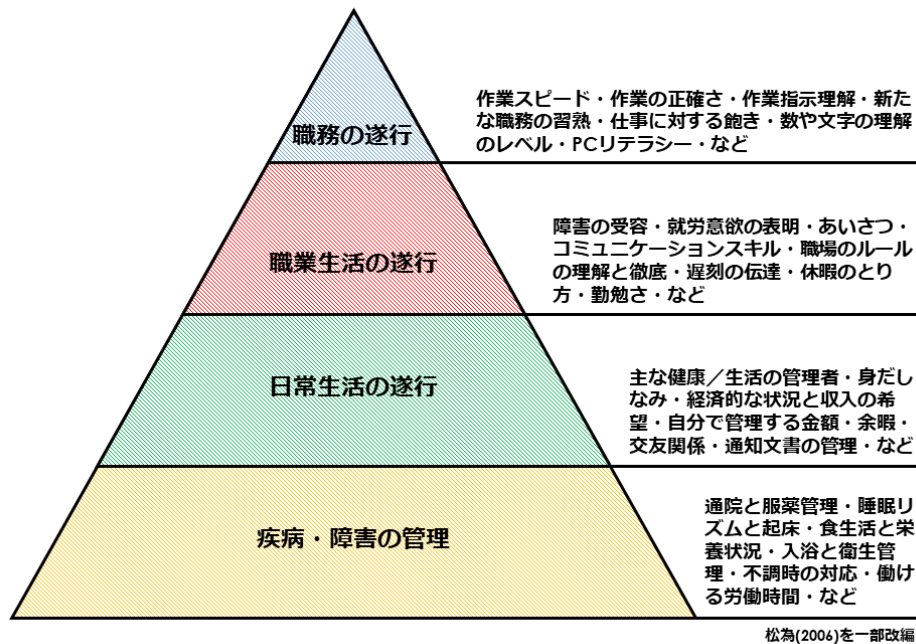 職務の遂行
作業スピード・作業の正確さ・作業指示理解・新た
な職務の習熟・仕事に対する飽き・数や文字の理解
のレベル・PCリテラシー・など
職業生活の遂行
障害の受容・就労意欲の表明・あいさつ・
コミュニケーションスキル・職場のルール
の理解と徹底・遅刻の伝達・休暇のとり
方・勤勉さ・など
日常生活の遂行
主な健康／生活の管理者・身だし
なみ・経済的な状況と収入の希
望・自分で管理する金額・余暇・
交友関係・通知文書の管理・など
疾病・障害の管理
通院と服薬管理・睡眠リ
ズムと起床・食生活と栄
養状況・入浴と衛生管
理・不調時の対応・働け
る労働時間・など
松為(2006)を一部改編